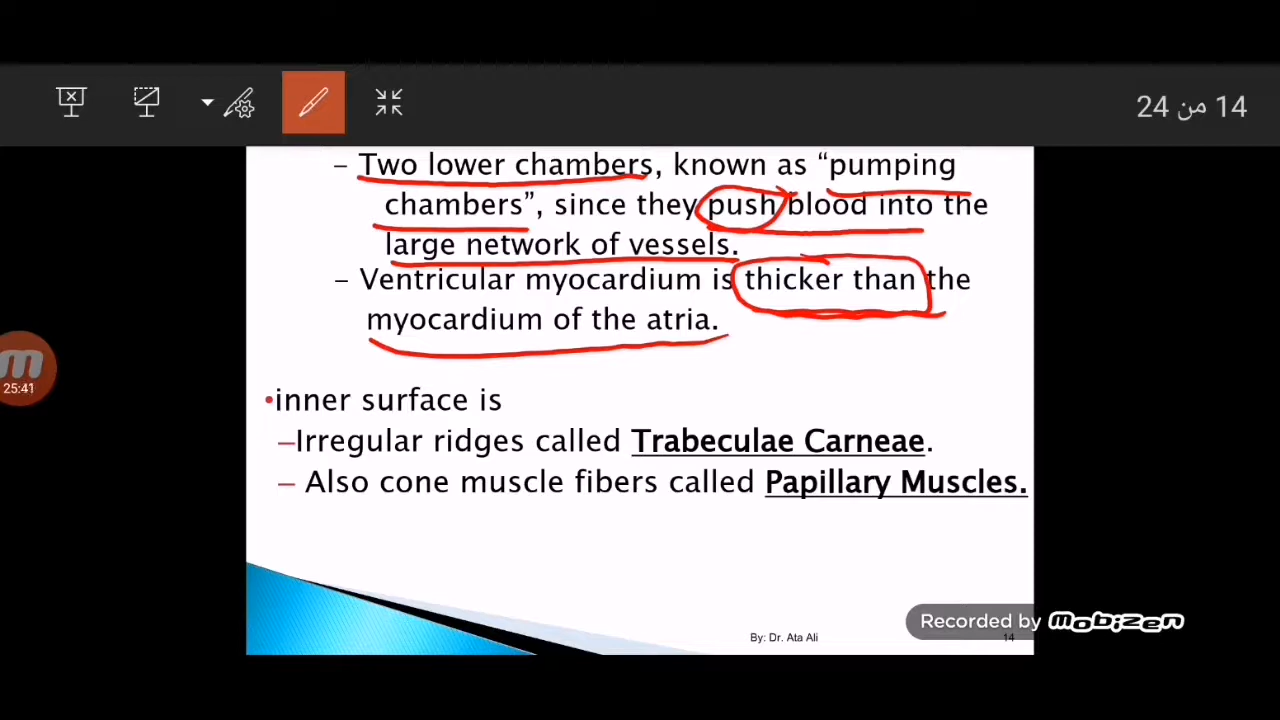 14 من 24
– Two lower chambers, known as “pumping
chambers”, since they push blood into the
large network of vessels.
– Ventricular myocardium is thicker than the
myocardium of the atria.
25:41
•inner surface is
–Irregular ridges called Trabeculae Carneae.
– Also cone muscle fibers called Papillary Muscles.
Recorded by mobizen
By: Dr. Ata Ali
14